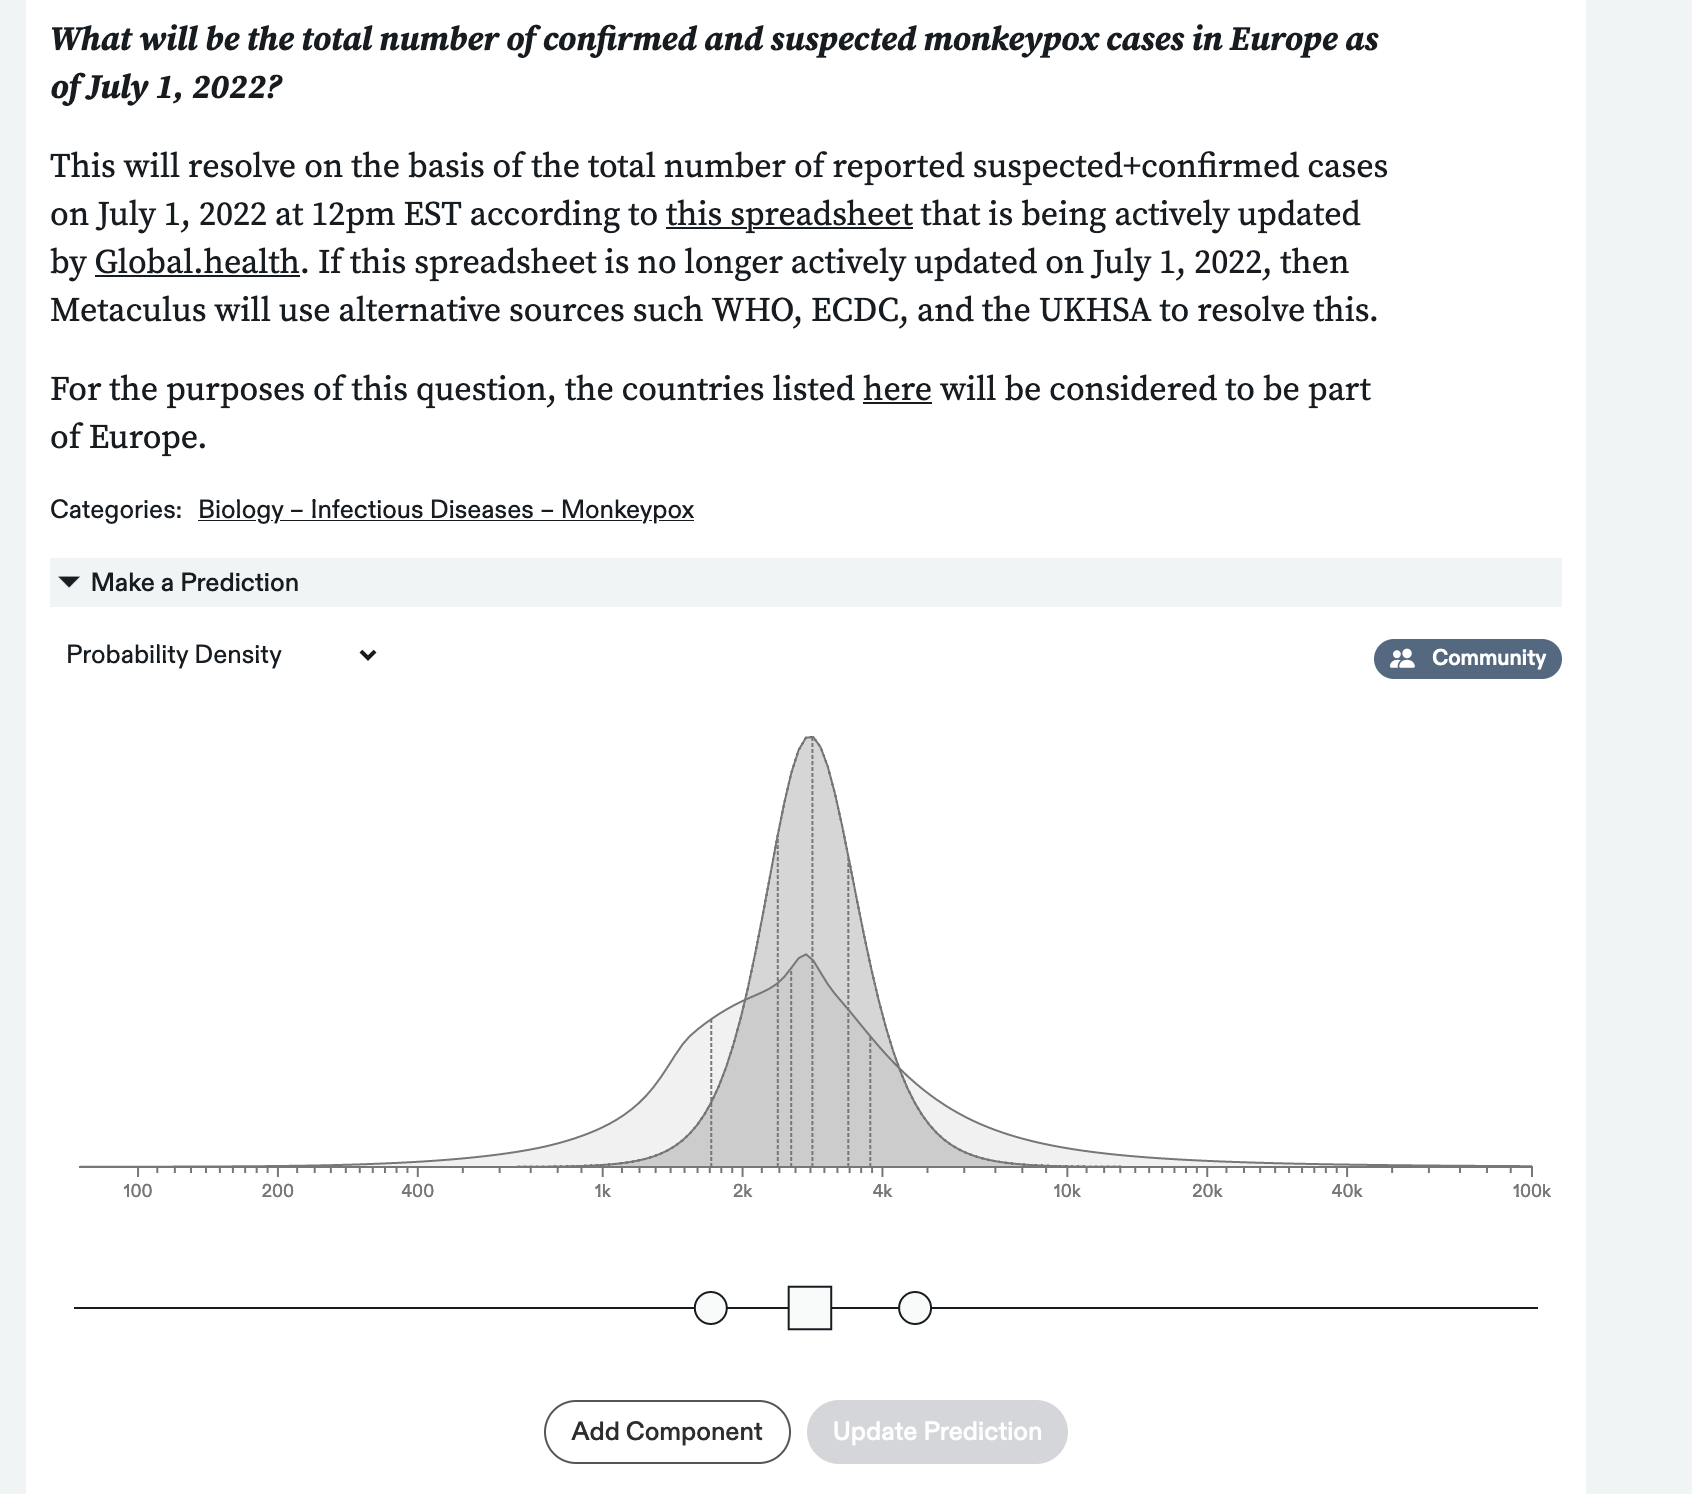 What will be the total number of confirmed and suspected monkeypox cases in Europe as
of July 1, 2022?
This will resolve on the basis of the total number of reported suspected+confirmed cases
on July 1, 2022 at 12pm EST according to this spreadsheet that is being actively updated
by Global.health. If this spreadsheet is no longer actively updated on July 1, 2022, then
Metaculus will use alternative sources such WHO, ECDC, and the UKHSA to resolve this.
For the purposes of this question, the countries listed here will be considered to be part
of Europe.
Categories: Biology – Infectious Diseases – Monkeypox
Make a Prediction
Probability Density
Community
100 200 400 1k 2k 4k 10k 20k 40k 100k
Add Component Update Prediction